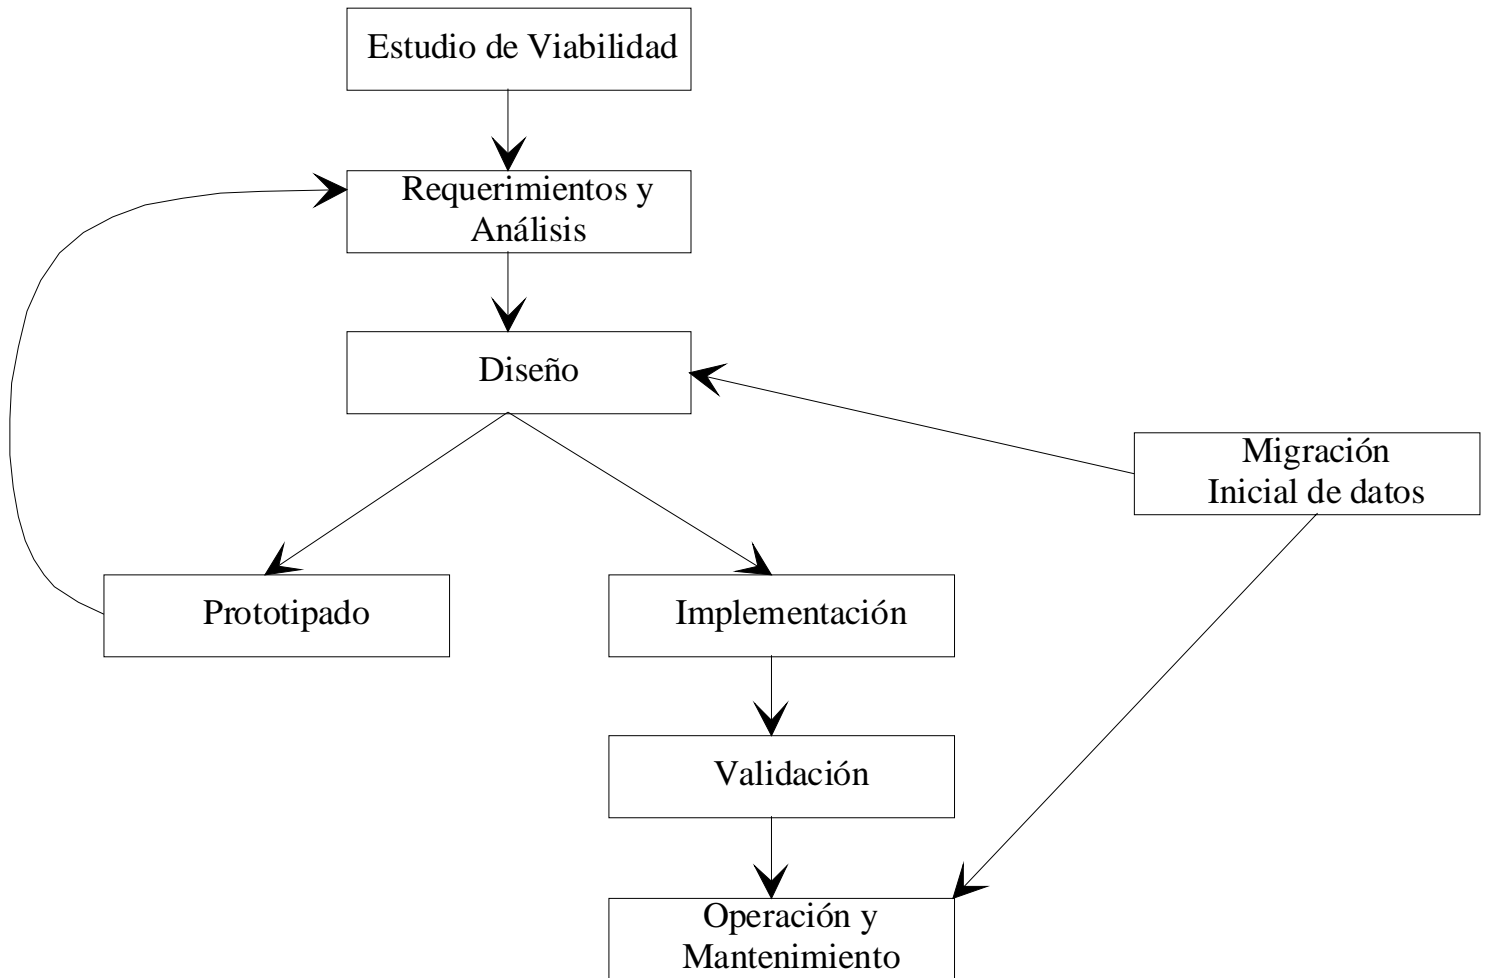 Estudio de Viabilidad
Requerimientos y
Análisis
Diseño
Migración
Inicial de datos
Prototipado
Implementación
Validación
Operación y
Mantenimiento